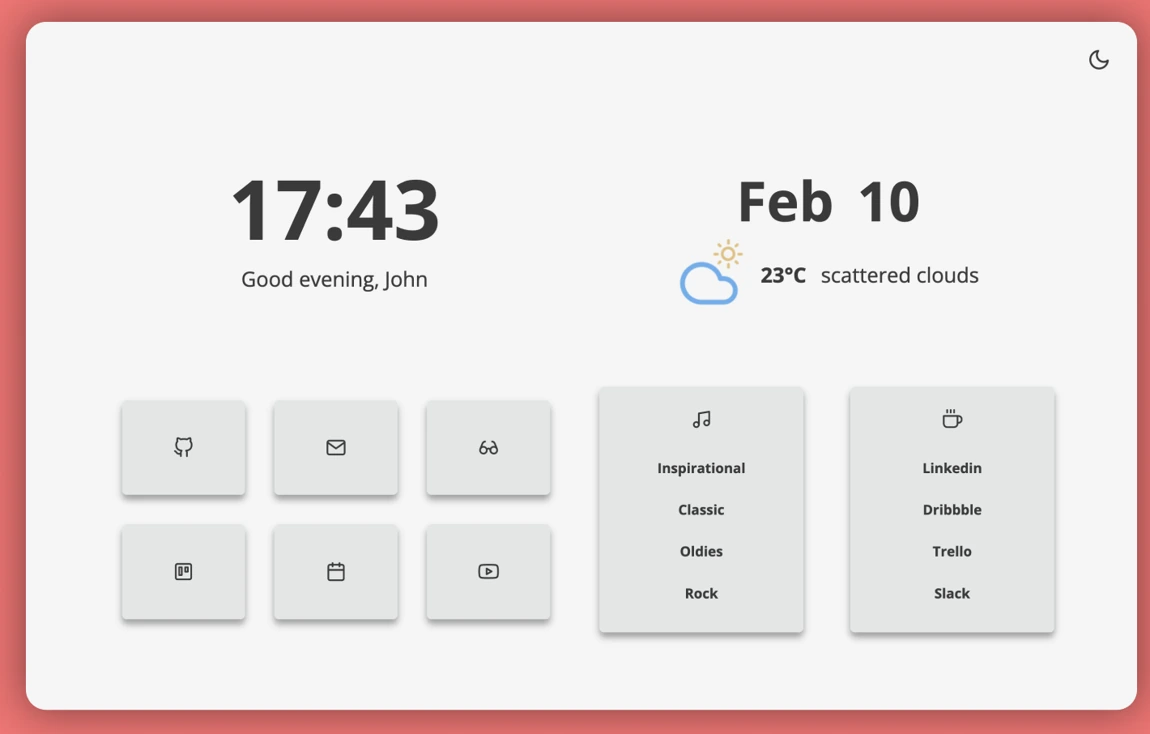 17:43
Good evening, John
Feb 10
23°C scattered clouds
Inspirational
Classic
Oldies
Rock
Linkedin
Dribbble
Trello
Slack